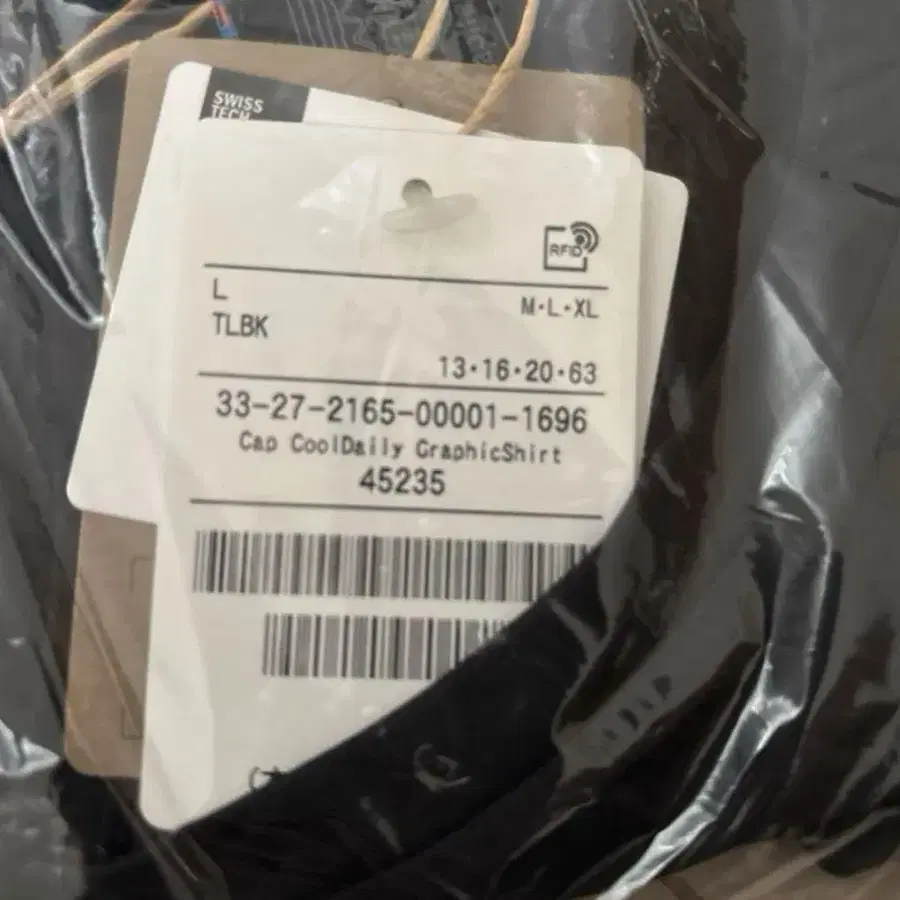 SWISS
TECH
RFID
L
M・L・XL
TLBK
13・16・20・63
33-27-2165-00001-1696
Cap CoolDaily GraphicShirt
45235